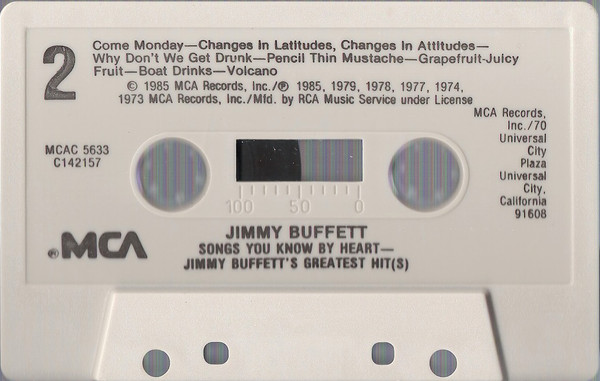 2
Come Monday—Changes In Latitudes, Changes In Attitudes—
Why Don't We Get Drunk—Pencil Thin Mustache—Grapefruit-Juicy
Fruit—Boat Drinks—Volcano
© 1985 MCA Records, Inc./℗ 1985, 1979, 1978, 1977, 1974,
1973 MCA Records, Inc./Mfd. by RCA Music Service under License
MCA Records,
Inc./70
Universal
City
Plaza
Universal
City,
California
91608
MCAC 5633
C142157
100 50 0
®MCA
JIMMY BUFFETT
SONGS YOU KNOW BY HEART—
JIMMY BUFFETT'S GREATEST HIT(S)